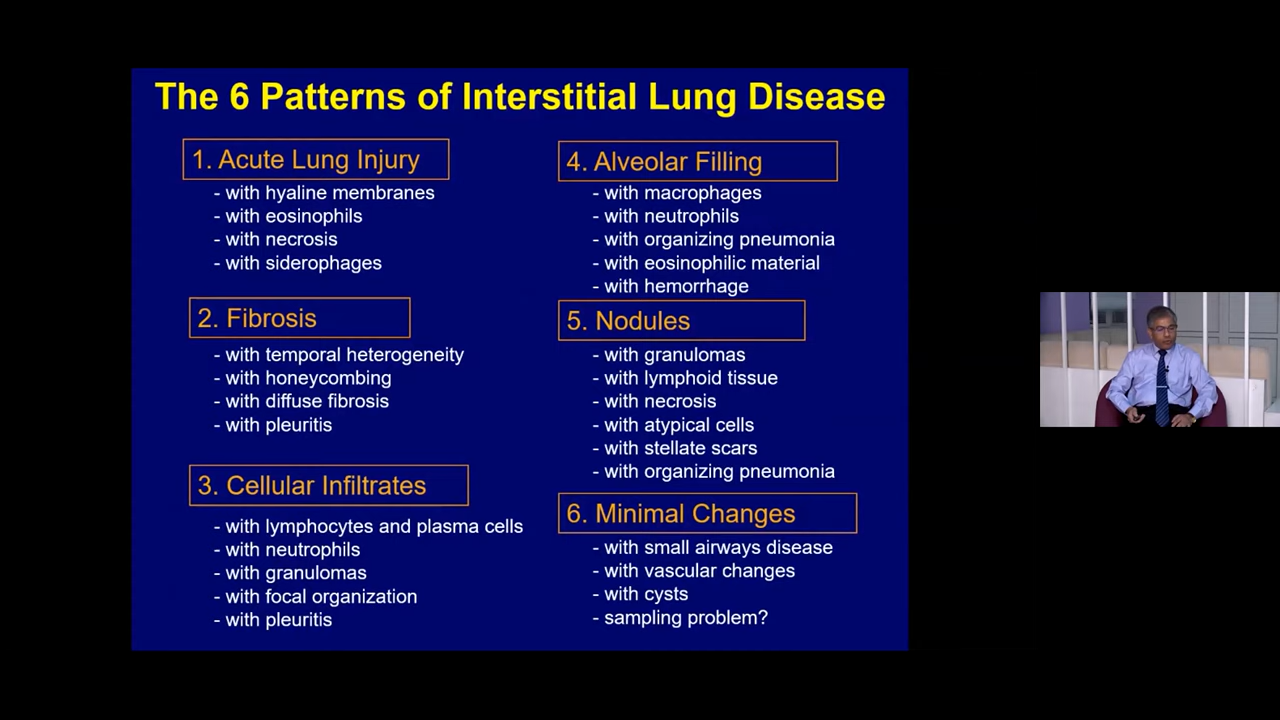 The 6 Patterns of Interstitial Lung Disease
1. Acute Lung Injury
- with hyaline membranes
- with eosinophils
- with necrosis
- with siderophages
2. Fibrosis
- with temporal heterogeneity
- with honeycombing
- with diffuse fibrosis
- with pleuritis
3. Cellular Infiltrates
- with lymphocytes and plasma cells
- with neutrophils
- with granulomas
- with focal organization
- with pleuritis
4. Alveolar Filling
- with macrophages
- with neutrophils
- with organizing pneumonia
- with eosinophilic material
- with hemorrhage
5. Nodules
- with granulomas
- with lymphoid tissue
- with necrosis
- with atypical cells
- with stellate scars
- with organizing pneumonia
6. Minimal Changes
- with small airways disease
- with vascular changes
- with cysts
- sampling problem?